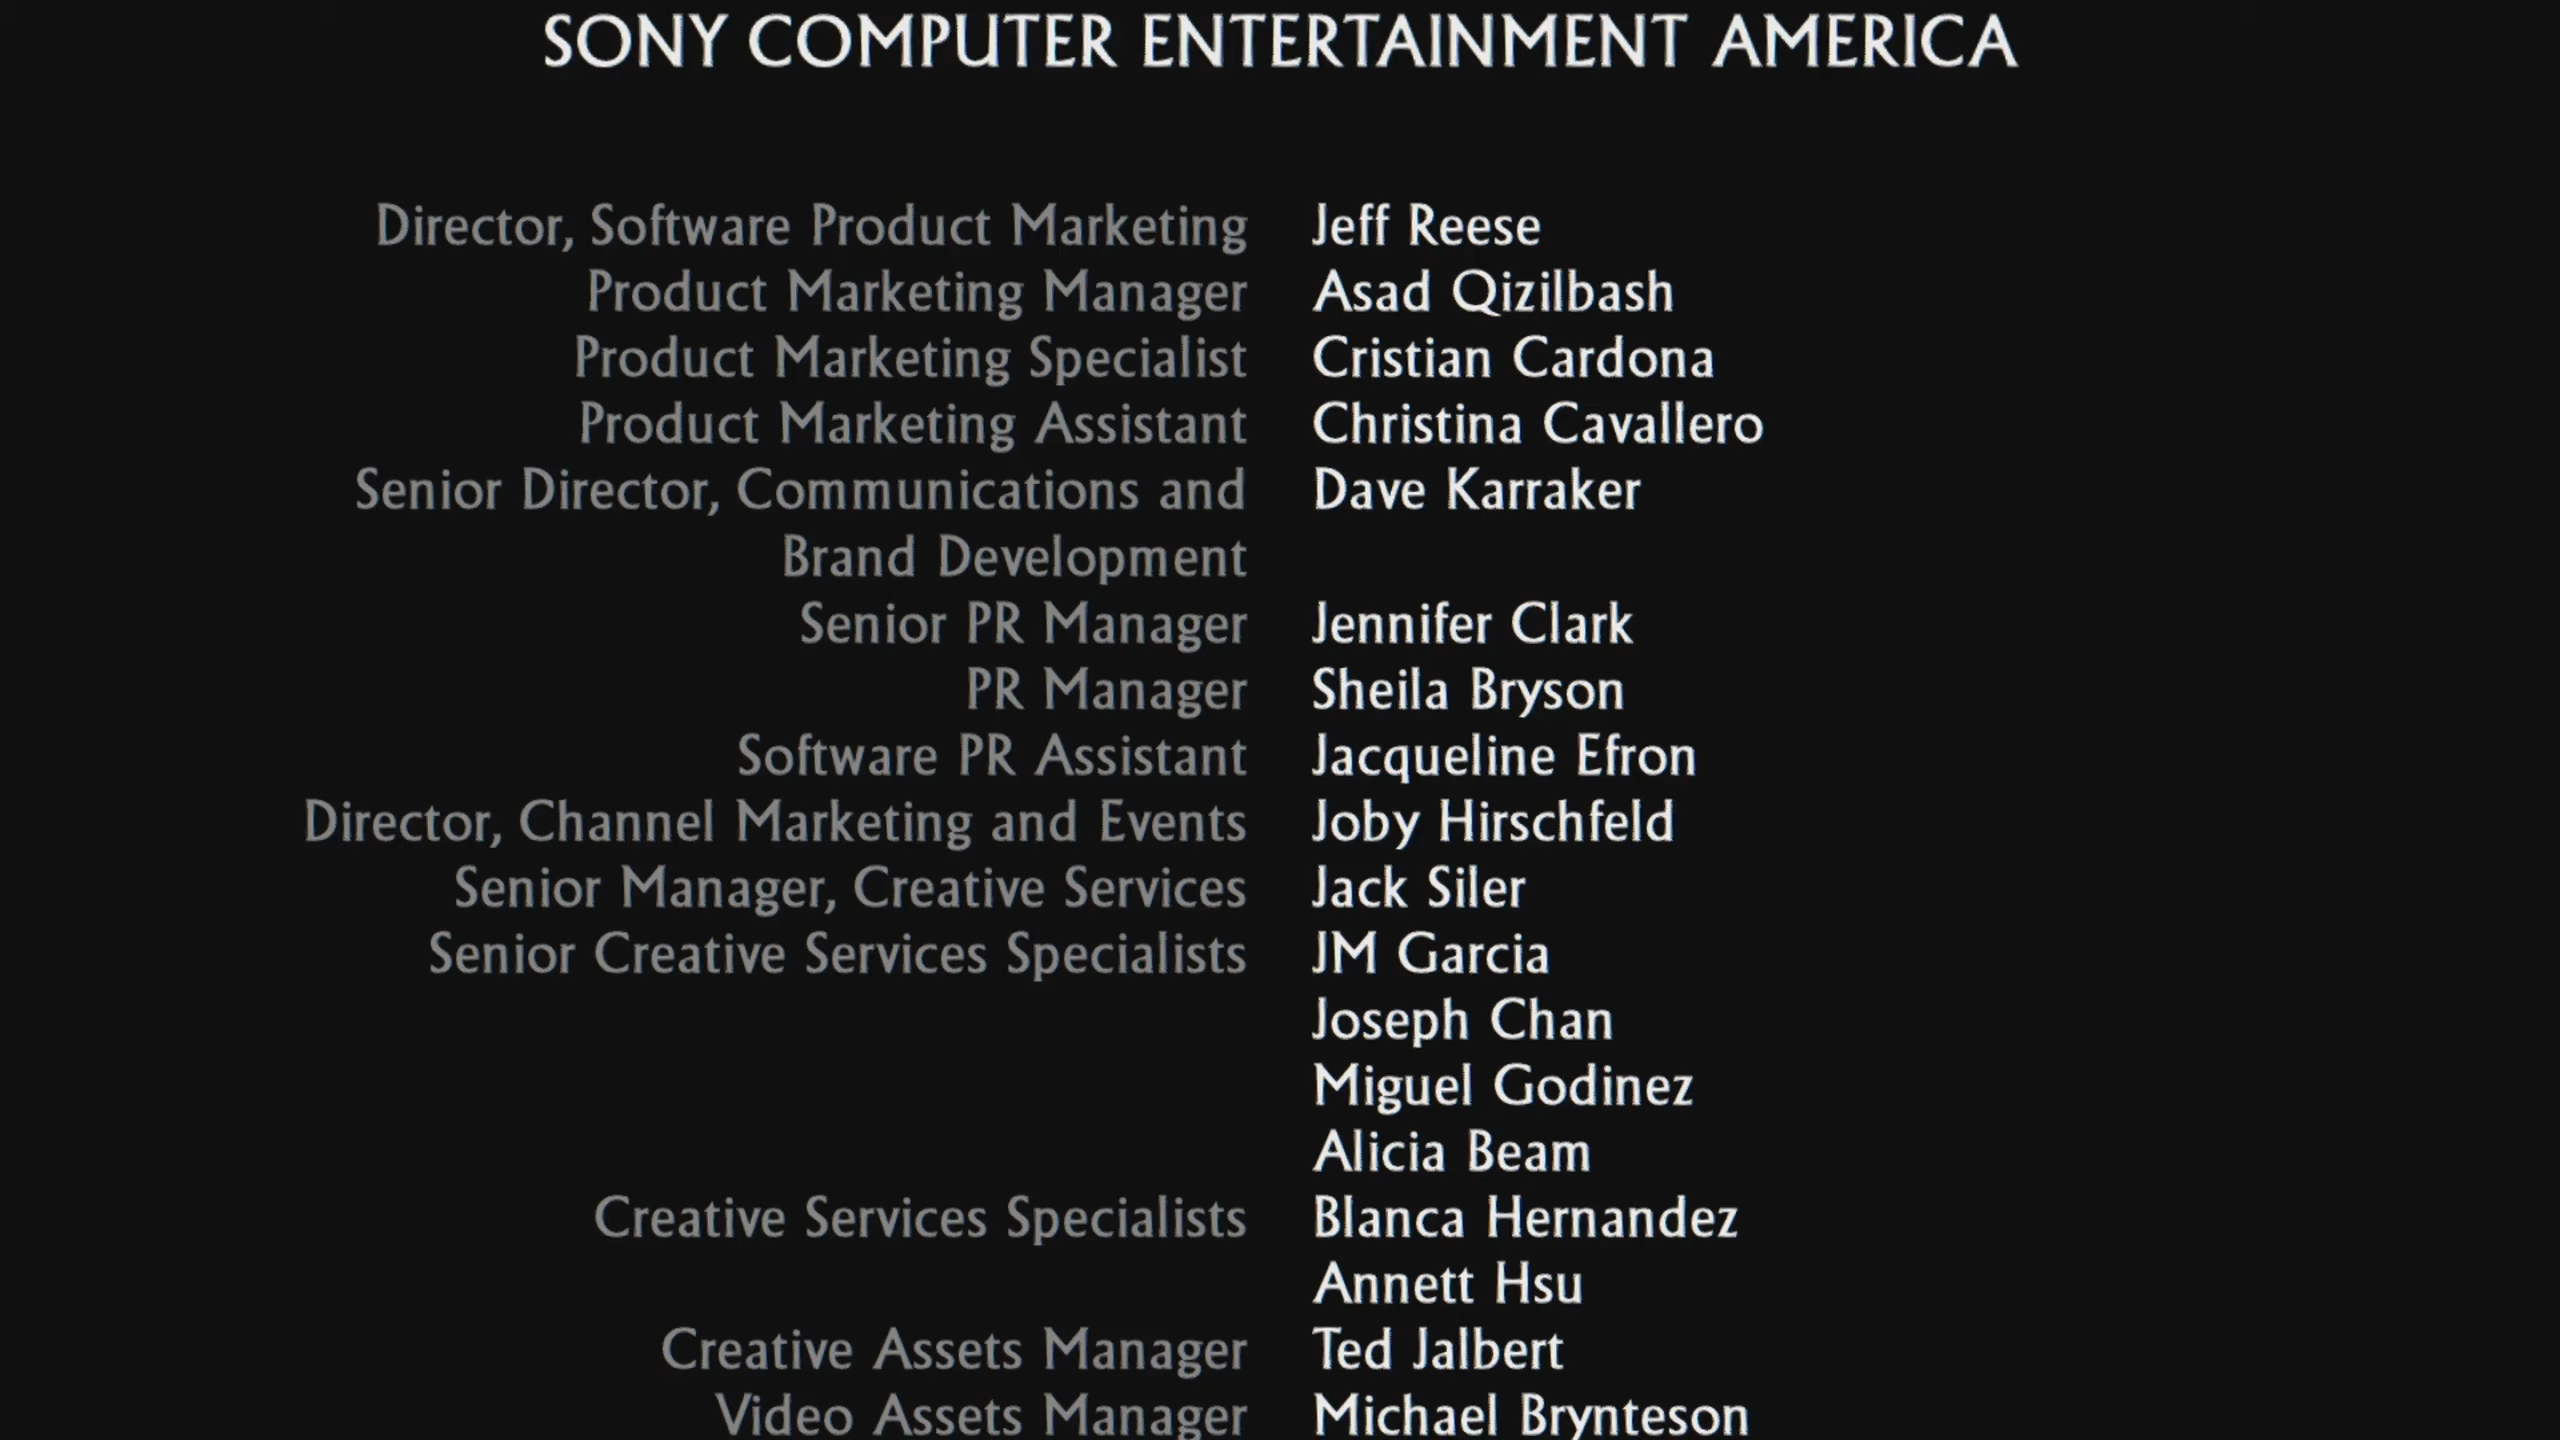 SONY COMPUTER ENTERTAINMENT AMERICA
Director, Software Product Marketing Jeff Reese
Product Marketing Manager Asad Qizilbash
Product Marketing Specialist Cristian Cardona
Product Marketing Assistant Christina Cavallero
Senior Director, Communications and Dave Karraker
Brand Development
Senior PR Manager Jennifer Clark
PR Manager Sheila Bryson
Software PR Assistant Jacqueline Efron
Director, Channel Marketing and Events Joby Hirschfeld
Senior Manager, Creative Services Jack Siler
Senior Creative Services Specialists JM Garcia
Joseph Chan
Miguel Godinez
Alicia Beam
Creative Services Specialists Blanca Hernandez
Annett Hsu
Creative Assets Manager Ted Jalbert
Video Assets Manager Michael Brynteson